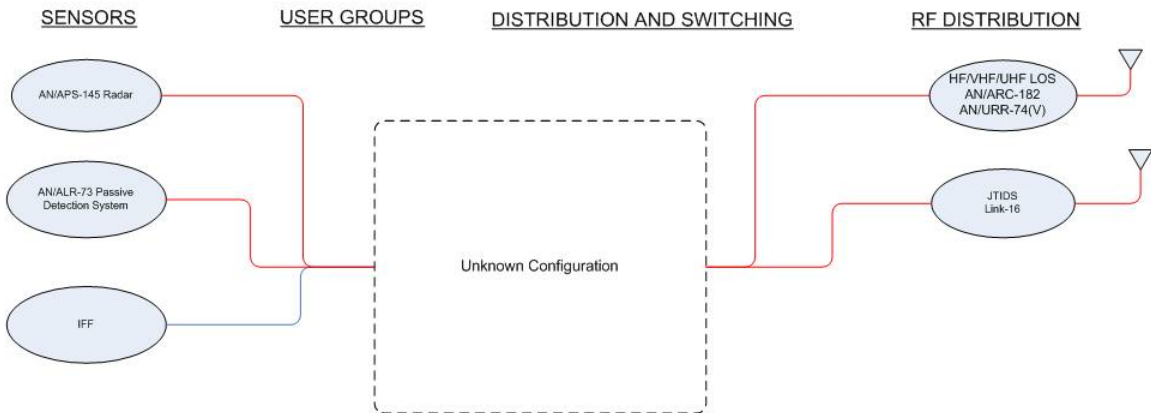 SENSORS
USER GROUPS
DISTRIBUTION AND SWITCHING
RF DISTRIBUTION
AN/APS-145 Radar
HF/VHF/UHF LOS
AN/ARC-182
AN/URR-74(V)
AN/ALR-73 Passive
Detection System
JTIDS
Link-16
Unknown Configuration
IFF